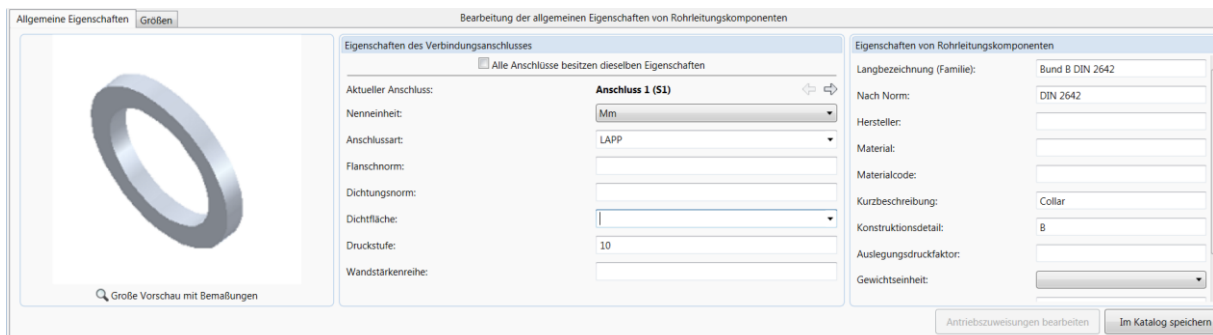 Allgemeine Eigenschaften Größen
Bearbeitung der allgemeinen Eigenschaften von Rohrleitungskomponenten
Große Vorschau mit Bemaßungen
Eigenschaften des Verbindungsanschlusses
Alle Anschlüsse besitzen dieselben Eigenschaften
Aktueller Anschluss: Anschluss 1 (S1)
Nenneinheit: Mm
Anschlussart: LAPP
Flanschnorm:
Dichtungsnorm:
Dichtfläche:
Druckstufe: 10
Wandstärkenreihe:
Eigenschaften von Rohrleitungskomponenten
Langbezeichnung (Familie): Bund B DIN 2642
Nach Norm: DIN 2642
Hersteller:
Material:
Materialcode:
Kurzbeschreibung: Collar
Konstruktionsdetail: B
Auslegungsdruckfaktor:
Gewichtseinheit:
Antriebszuweisungen bearbeiten Im Katalog speichern